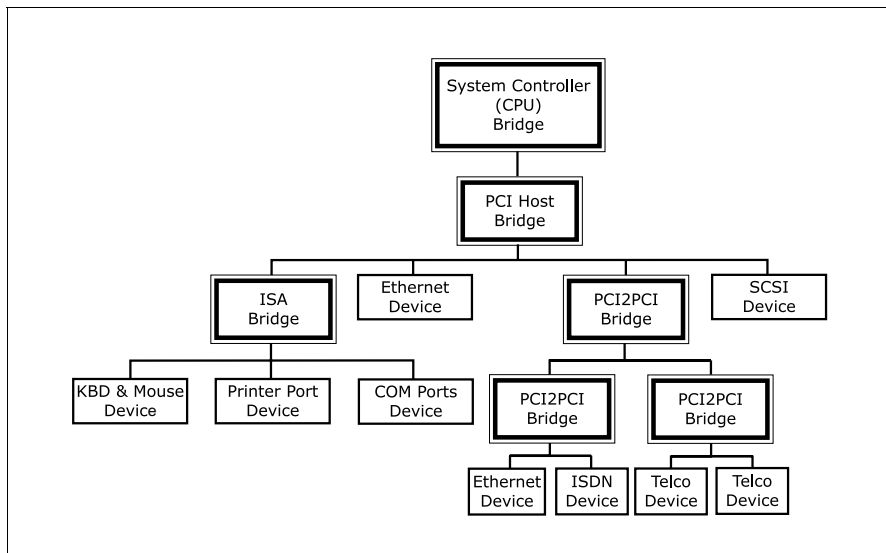 System Controller
(CPU)
Bridge
PCI Host
Bridge
ISA
Bridge
Ethernet
Device
PCI2PCI
Bridge
SCSI
Device
KBD & Mouse
Device
Printer Port
Device
COM Ports
Device
PCI2PCI
Bridge
PCI2PCI
Bridge
Ethernet
Device
ISDN
Device
Telco
Device
Telco
Device